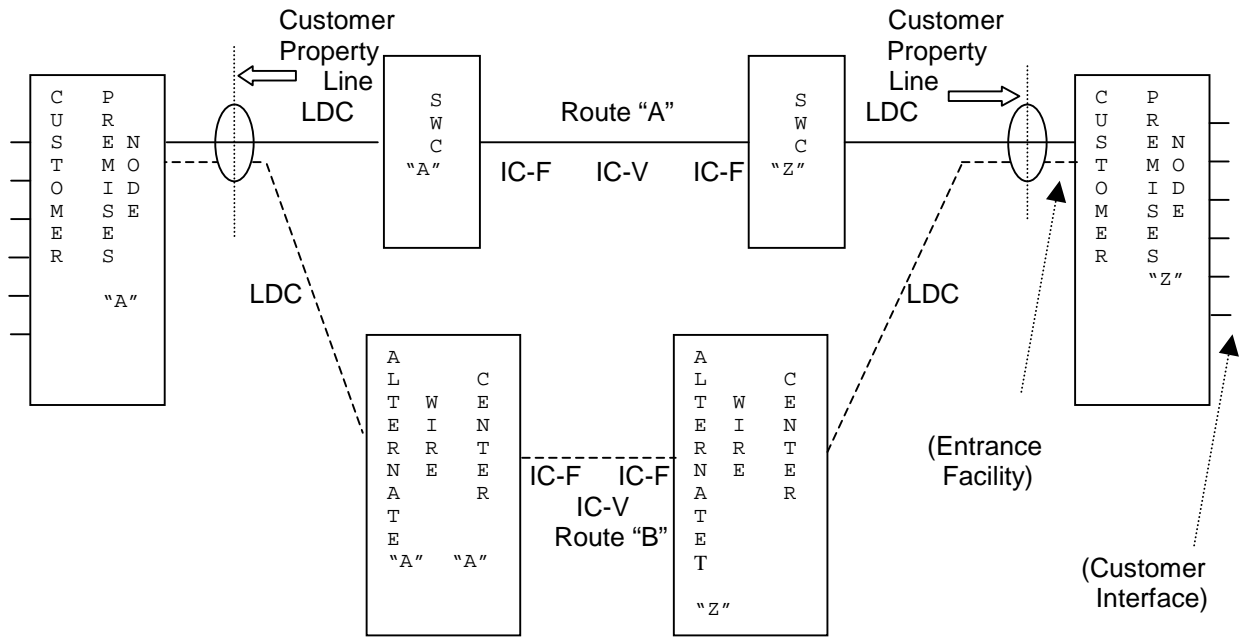 Customer
Property
Line
Customer
Property
Line
CUSTOMER
PREMISES
NODE
"A"
LDC
SWC
"A"
Route “A”
IC-F IC-V IC-F
SWC
"Z"
LDC
CUSTOMER
PREMISES
NODE
"Z"
LDC
LDC
ALTERNATE
WIRE
CENTER
"A" "A"
IC-F IC-F
IC-V
Route “B”
ALTERNATET
WIRE
CENTER
"Z"
(Entrance
Facility)
(Customer
Interface)